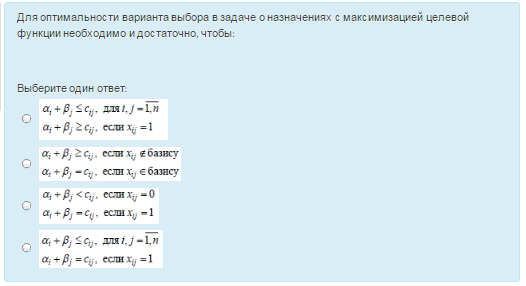 Для оптимальности варианта выбора в задаче о назначениях с максимизацией целевой
функции необходимо и достаточно, чтобы:
Выберите один ответ:
αᵢ + βⱼ ≤ cᵢⱼ, для i, j = 1,n̅
αᵢ + βⱼ ≥ cᵢⱼ, если xᵢⱼ = 1
αᵢ + βⱼ ≥ cᵢⱼ, если xᵢⱼ ∉ базису
αᵢ + βⱼ = cᵢⱼ, если xᵢⱼ ∈ базису
αᵢ + βⱼ < cᵢⱼ, если xᵢⱼ = 0
αᵢ + βⱼ = cᵢⱼ, если xᵢⱼ = 1
αᵢ + βⱼ ≤ cᵢⱼ, для i, j = 1,n̅
αᵢ + βⱼ = cᵢⱼ, если xᵢⱼ = 1